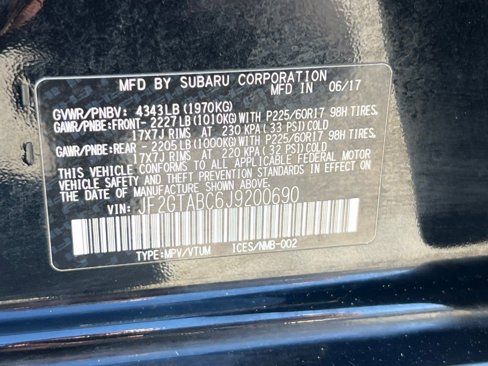 MFD BY SUBARU CORPORATION
MFD IN 06/17
GVWR/PNBV: 4343LB (1970KG)
GAWR/PNBE:FRONT-2227LB(1010KG)WITH P225/60R17 98H TIRES,
17X7J RIMS AT 230 KPA(33 PSI)COLD
GAWR/PNBE:REAR - 2205LB(1000KG)WITH P225/60R17 98H TIRES,
17X7J RIMS AT 220 KPA(32 PSI)COLD
THIS VEHICLE CONFORMS TO ALL APPLICABLE FEDERAL MOTOR
VEHICLE SAFETY AND THEFT PREVENTION STANDARDS IN EFFECT ON
THE DATE OF MANUFACTURE SHOWN ABOVE.
VIN: JF2GTABC6J9200690
TYPE:MPV/VTUM ICES/NMB-002